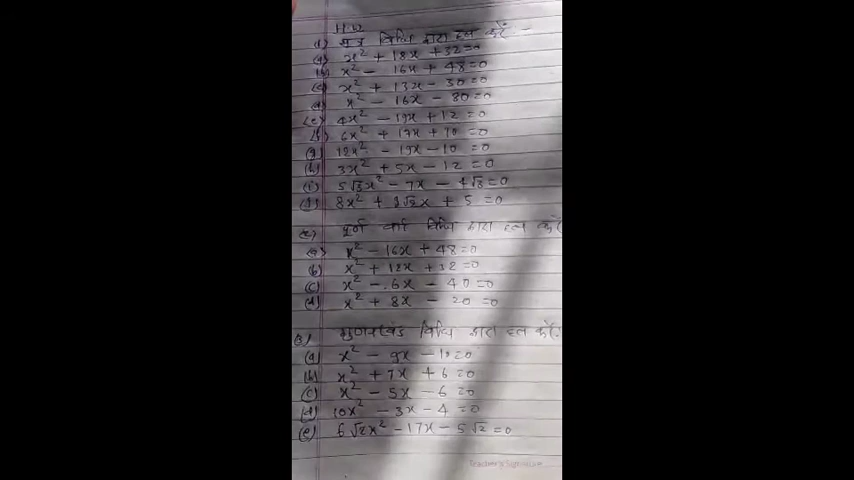 H.W
(1) सूत्र विधि द्वारा हल करें :-
(a) x² + 18x + 32 = 0
(b) x² - 16x + 48 = 0
(c) x² + 13x - 30 = 0
(d) x² - 16x - 80 = 0
(e) 4x² - 19x + 12 = 0
(f) 6x² + 17x + 10 = 0
(g) 12x² - 19x - 10 = 0
(h) 3x² + 5x - 12 = 0
(i) 5√3x² - 7x - 4√3 = 0
(j) 8x² + 2√2x + 5 = 0
(2) पूर्ण वर्ग विधि द्वारा हल करें
(a) x² - 16x + 48 = 0
(b) x² + 12x + 32 = 0
(c) x² - 6x - 40 = 0
(d) x² + 8x - 20 = 0
(3) गुणनखंड विधि द्वारा हल करें:
(a) x² - 9x - 10 = 0
(b) x² + 7x + 6 = 0
(c) x² - 5x - 6 = 0
(d) 10x² - 3x - 4 = 0
(e) 6√2x² - 17x - 5√2 = 0
Teacher's Signature